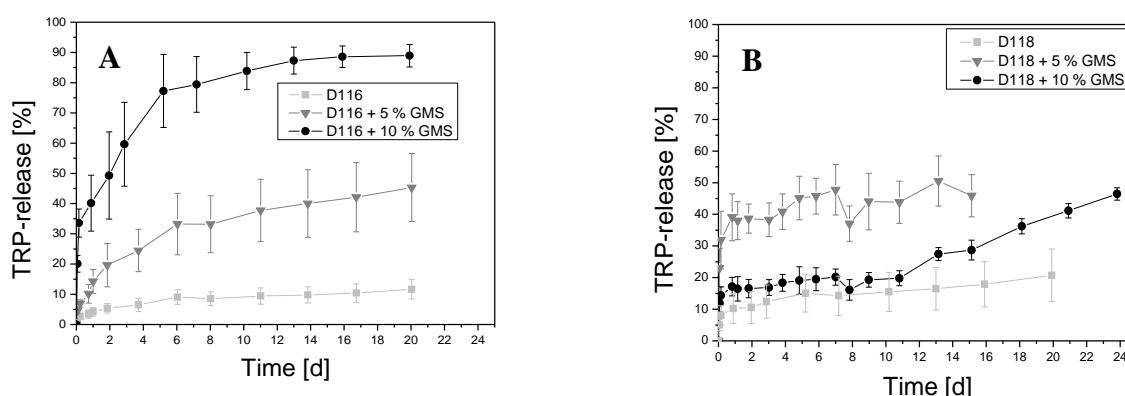 A
D116
D116 + 5 % GMS
D116 + 10 % GMS
TRP-release [%]
100
90
80
70
60
50
40
30
20
10
0
0 2 4 6 8 10 12 14 16 18 20 22 24
Time [d]
B
D118
D118 + 5 % GMS
D118 + 10 % GMS
TRP-release [%]
100
90
80
70
60
50
40
30
20
10
0
0 2 4 6 8 10 12 14 16 18 20 22 24
Time [d]